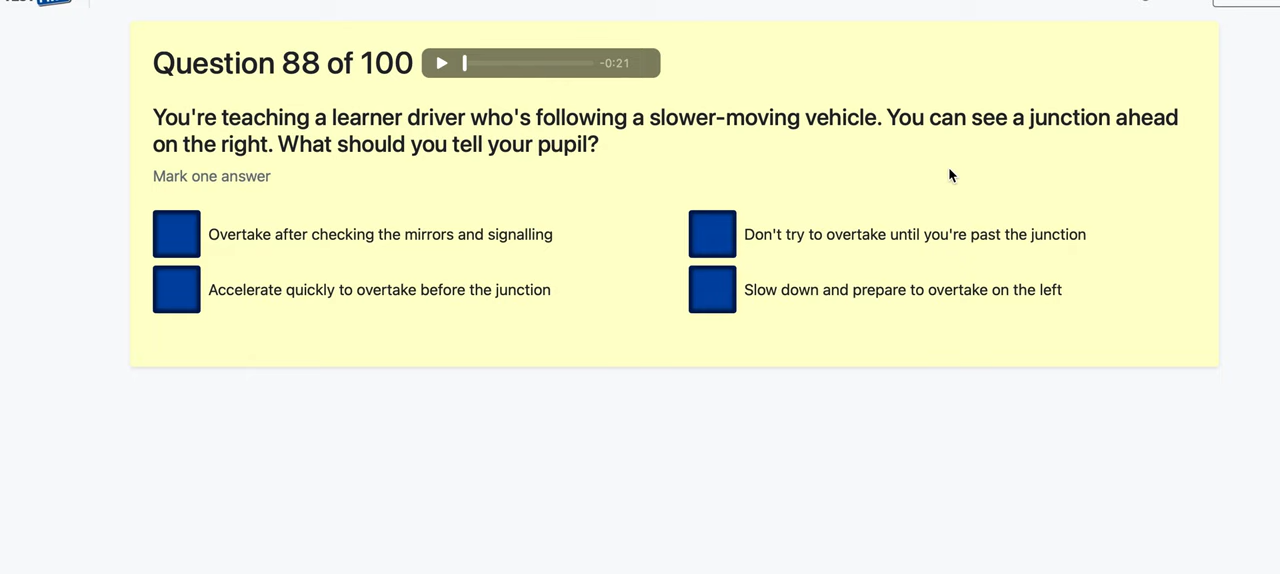 Question 88 of 100
-0:21
You're teaching a learner driver who's following a slower-moving vehicle. You can see a junction ahead
on the right. What should you tell your pupil?
Mark one answer
Overtake after checking the mirrors and signalling
Don't try to overtake until you're past the junction
Accelerate quickly to overtake before the junction
Slow down and prepare to overtake on the left